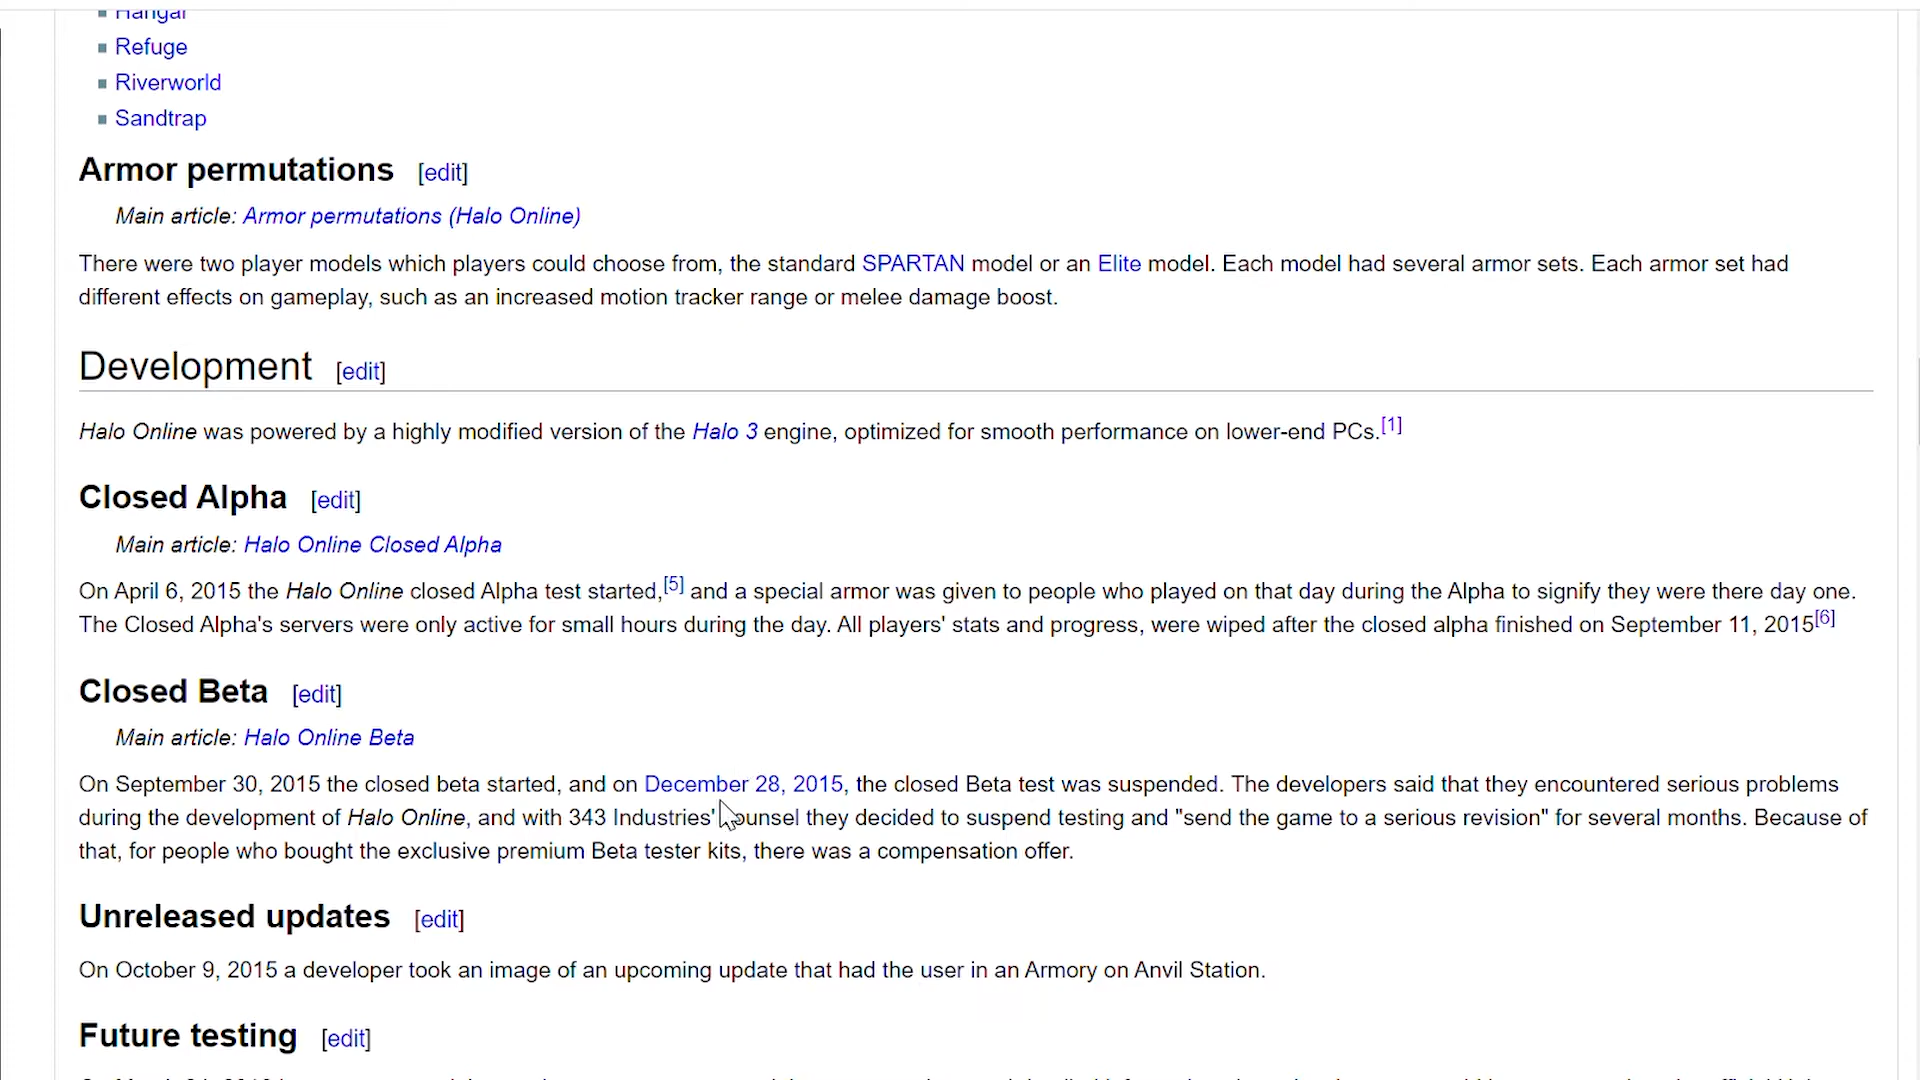 Hangar
Refuge
Riverworld
Sandtrap
Armor permutations [edit]
Main article: Armor permutations (Halo Online)
There were two player models which players could choose from, the standard SPARTAN model or an Elite model. Each model had several armor sets. Each armor set had
different effects on gameplay, such as an increased motion tracker range or melee damage boost.
Development [edit]
Halo Online was powered by a highly modified version of the Halo 3 engine, optimized for smooth performance on lower-end PCs.[1]
Closed Alpha [edit]
Main article: Halo Online Closed Alpha
On April 6, 2015 the Halo Online closed Alpha test started,[5] and a special armor was given to people who played on that day during the Alpha to signify they were there day one.
The Closed Alpha's servers were only active for small hours during the day. All players' stats and progress, were wiped after the closed alpha finished on September 11, 2015[6]
Closed Beta [edit]
Main article: Halo Online Beta
On September 30, 2015 the closed beta started, and on December 28, 2015, the closed Beta test was suspended. The developers said that they encountered serious problems
during the development of Halo Online, and with 343 Industries' counsel they decided to suspend testing and "send the game to a serious revision" for several months. Because of
that, for people who bought the exclusive premium Beta tester kits, there was a compensation offer.
Unreleased updates [edit]
On October 9, 2015 a developer took an image of an upcoming update that had the user in an Armory on Anvil Station.
Future testing [edit]